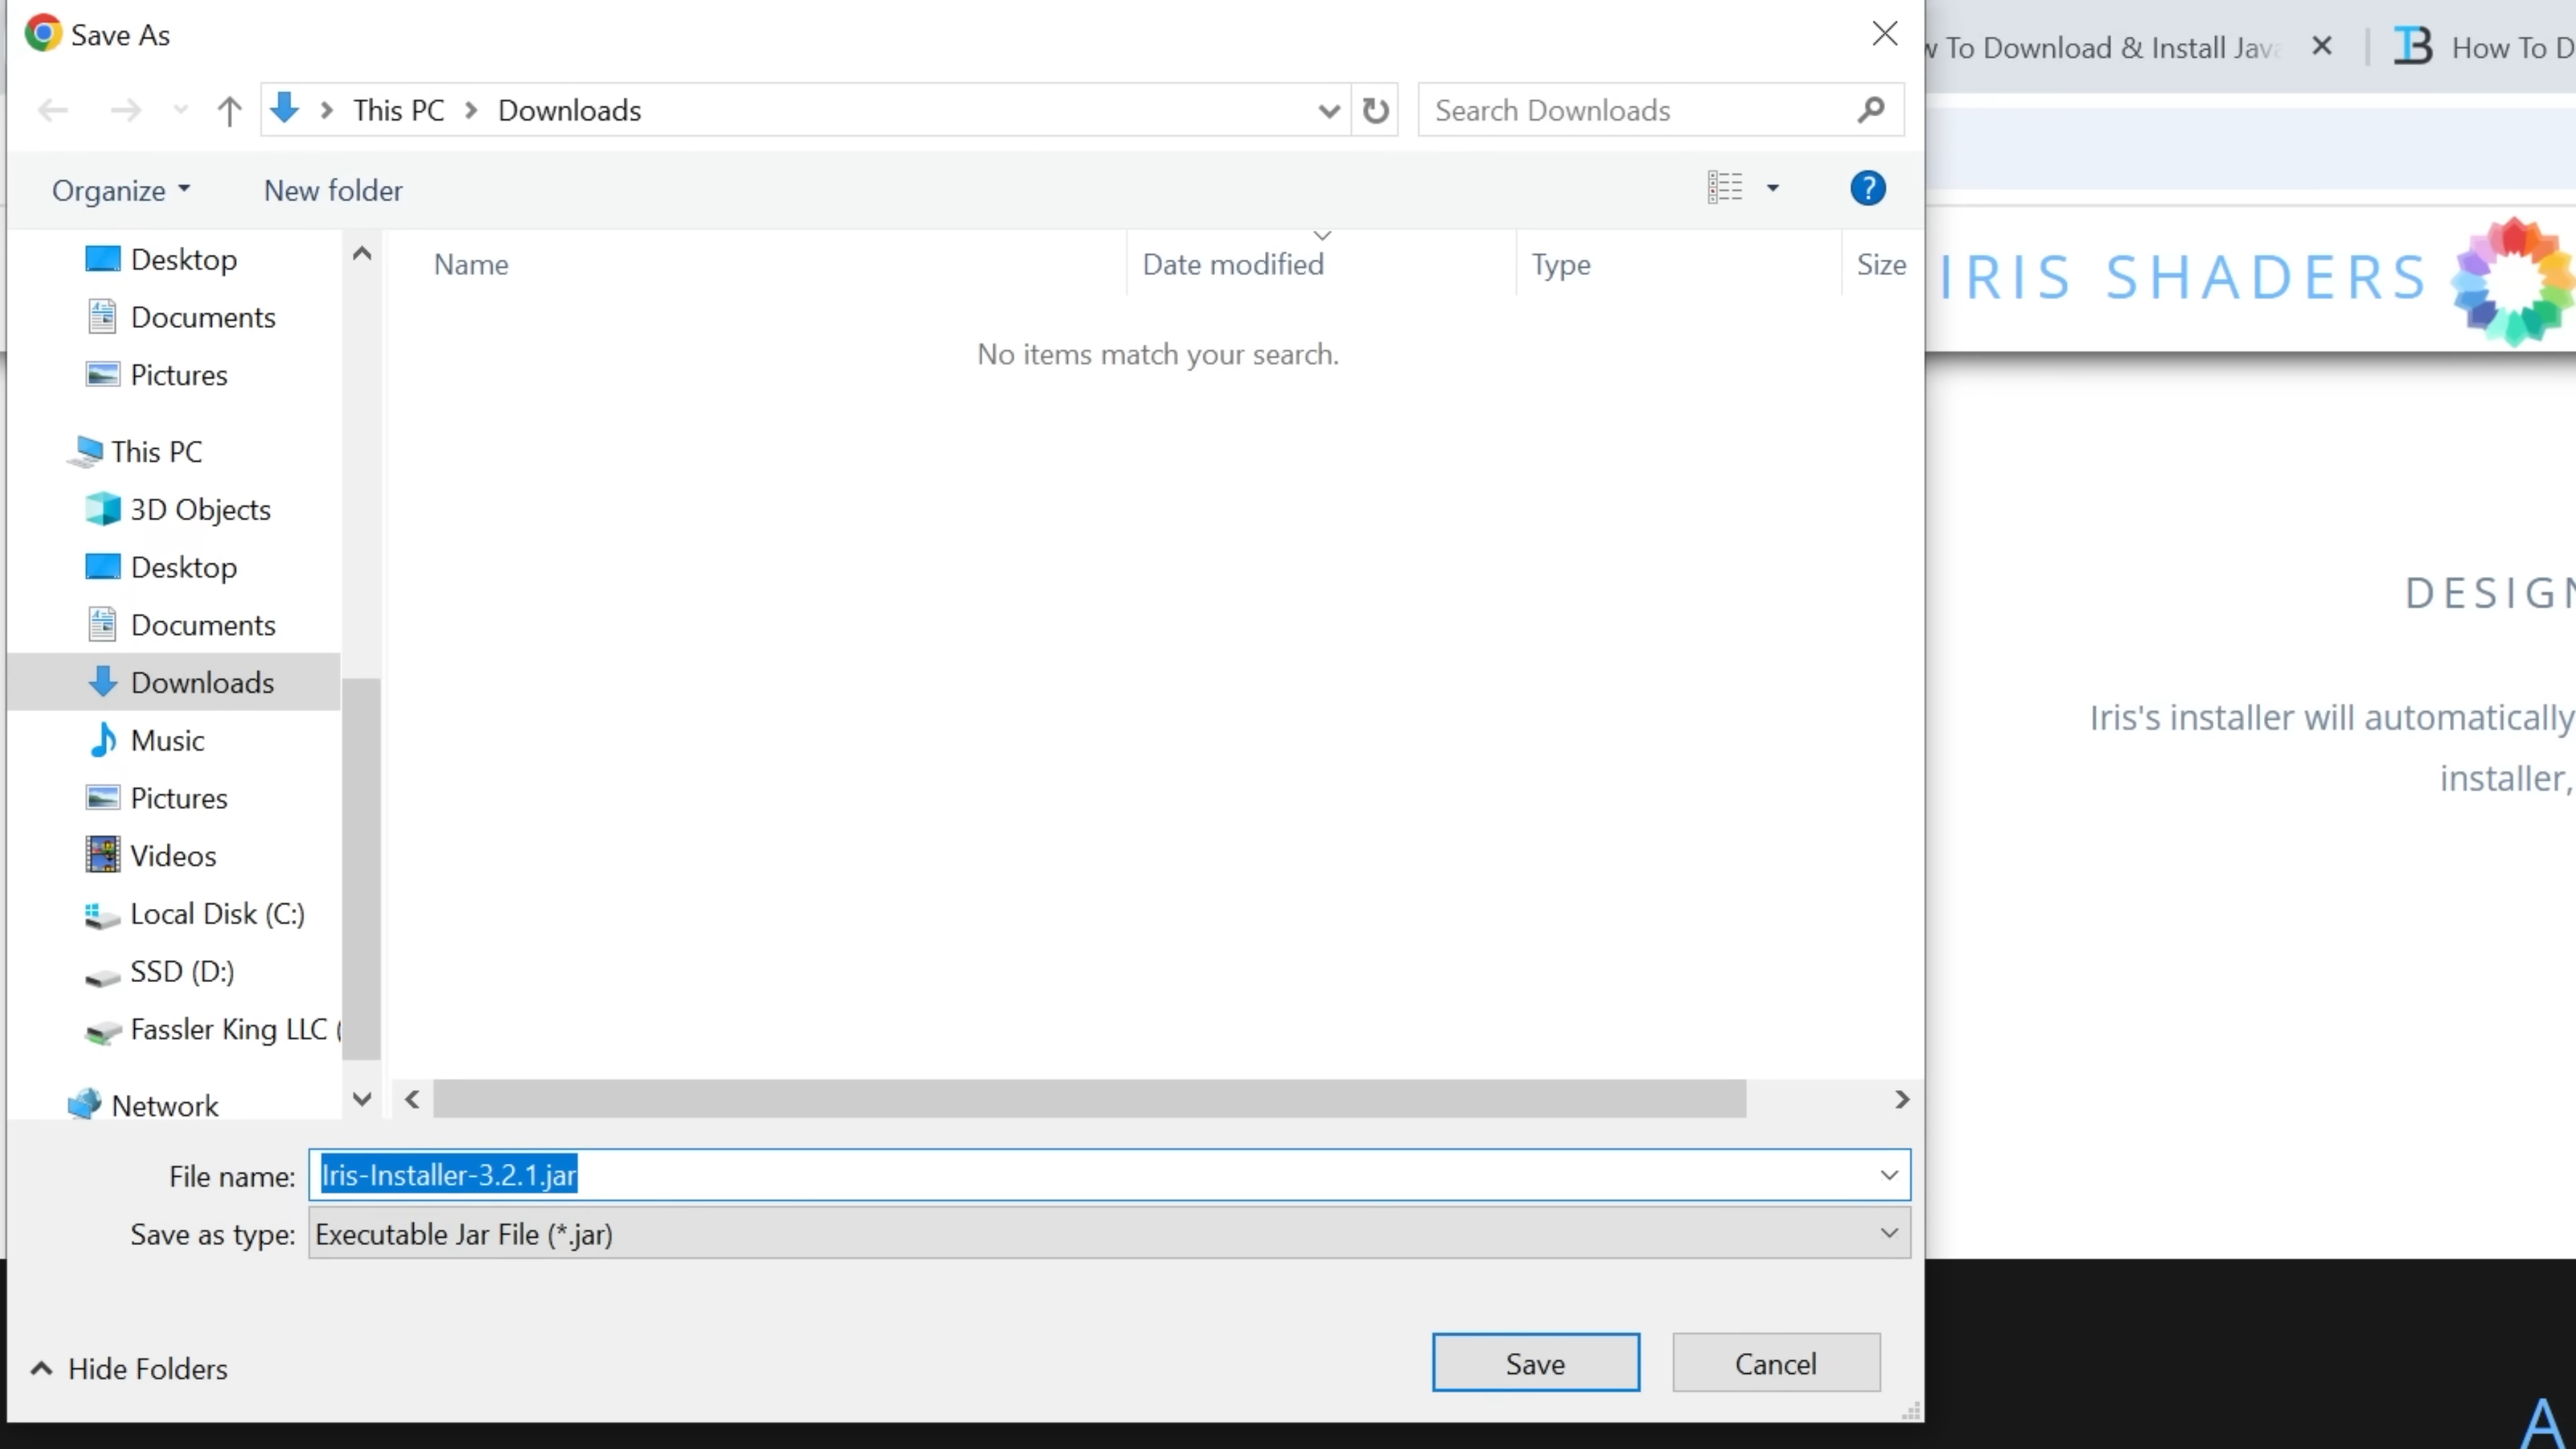 Save As
w To Download & Install Java
How To D
This PC
Downloads
Search Downloads
Organize
New folder
Name
Date modified
Type
Size
No items match your search.
Desktop
Documents
Pictures
This PC
3D Objects
Desktop
Documents
Downloads
Music
Pictures
Videos
Local Disk (C:)
SSD (D:)
Fassler King LLC (
Network
IRIS SHADERS
DESIGN
Iris's installer will automatically
installer,
File name:
Iris-Installer-3.2.1.jar
Save as type:
Executable Jar File (*.jar)
Hide Folders
Save
Cancel
A